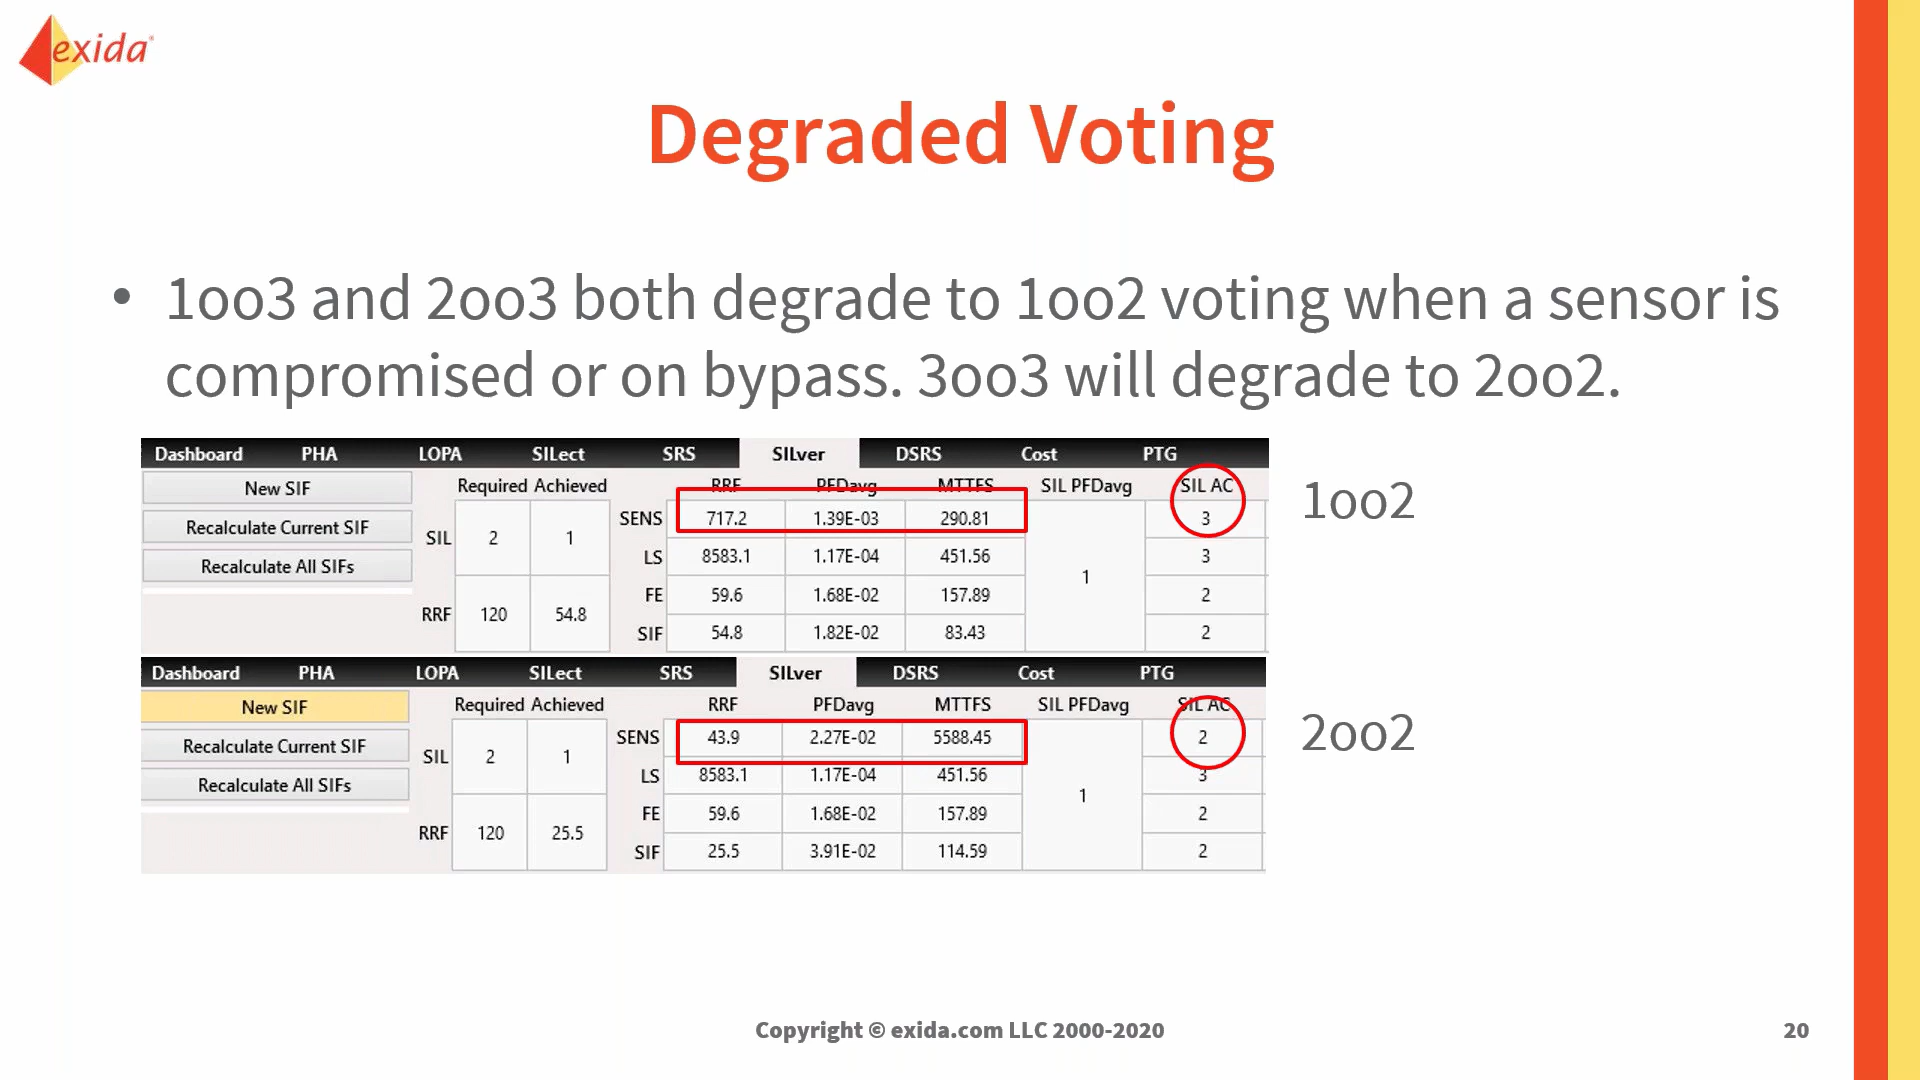 exida
Degraded Voting
• 1oo3 and 2oo3 both degrade to 1oo2 voting when a sensor is
compromised or on bypass. 3oo3 will degrade to 2oo2.
Dashboard PHA LOPA SILect SRS SILver DSRS Cost PTG
New SIF
Recalculate Current SIF
Recalculate All SIFs
Required Achieved
SIL 2 1
RRF 120 54.8
RRF PFDavg MTTFS SIL PFDavg SIL AC
SENS 717.2 1.39E-03 290.81 3
LS 8583.1 1.17E-04 451.56 3
FE 59.6 1.68E-02 157.89 2
SIF 54.8 1.82E-02 83.43 2
1
1oo2
Dashboard PHA LOPA SILect SRS SILver DSRS Cost PTG
New SIF
Recalculate Current SIF
Recalculate All SIFs
Required Achieved
SIL 2 1
RRF 120 25.5
RRF PFDavg MTTFS SIL PFDavg SIL AC
SENS 43.9 2.27E-02 5588.45 2
LS 8583.1 1.17E-04 451.56 3
FE 59.6 1.68E-02 157.89 2
SIF 25.5 3.91E-02 114.59 2
1
2oo2
Copyright © exida.com LLC 2000-2020
20